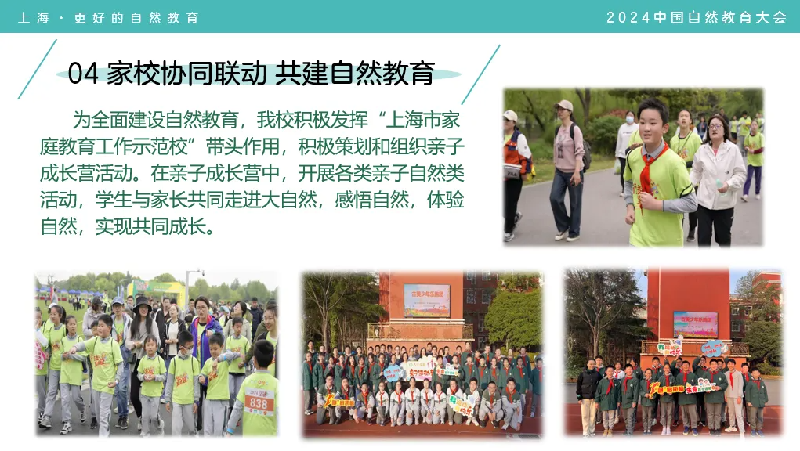 上海·更好的自然教育
2024中国自然教育大会
04 家校协同联动 共建自然教育
为全面建设自然教育，我校积极发挥“上海市家
庭教育工作示范校”带头作用，积极策划和组织亲子
成长营活动。在亲子成长营中，开展各类亲子自然类
活动，学生与家长共同走进大自然，感悟自然，体验
自然，实现共同成长。
838